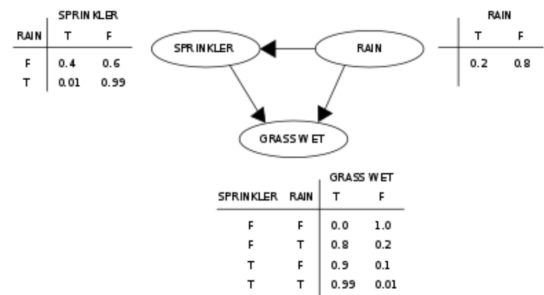 SPRINKLER
RAIN T F
F 0.4 0.6
T 0.01 0.99
SPRINKLER
RAIN
RAIN
T F
0.2 0.8
GRASS WET
GRASS WET
SPRINKLER RAIN T F
F F 0.0 1.0
F T 0.8 0.2
T F 0.9 0.1
T T 0.99 0.01